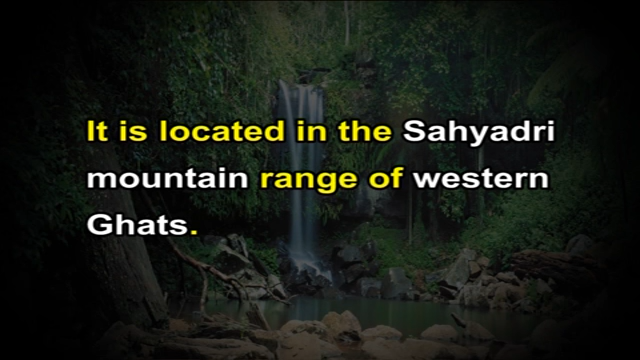 It is located in the Sahyadri
mountain range of western
Ghats.